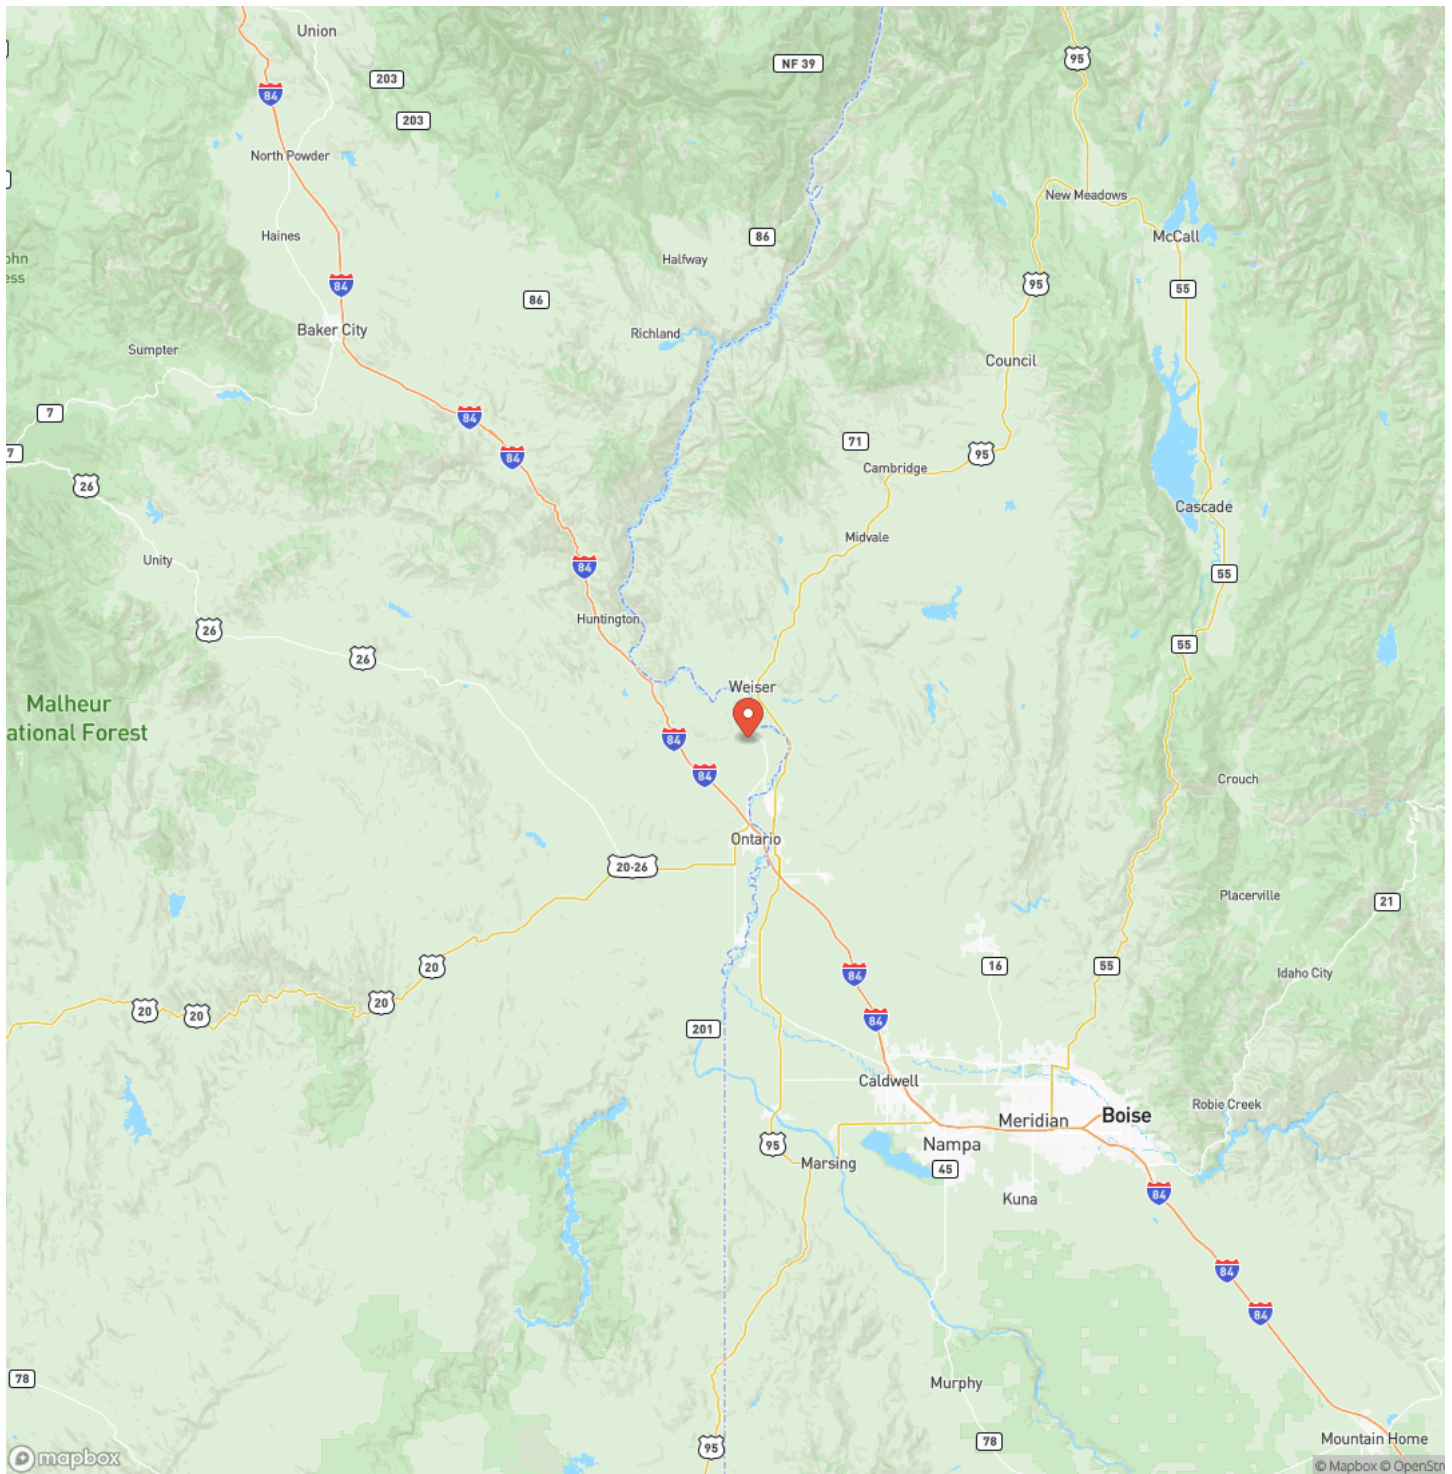 Union
95
NF 39
203
84
203
North Powder
New Meadows
Haines
86
McCall
ohn
ess
Halfway
84
95
55
86
Baker City
Richland
Sumpter
Council
7
84
71
7
84
95
Cambridge
26
Cascade
Midvale
Unity
84
55
Huntington
26
26
55
Weiser
Malheur
ational Forest
84
84
Crouch
Ontario
20-26
Placerville
21
20
16
55
84
Idaho City
20
20
20
84
201
Caldwell
Robie Creek
Boise
Meridian
95
Nampa
Marsing
45
84
Kuna
84
84
78
Murphy
Mountain Home
78
95
mapbox
© Mapbox © OpenStr